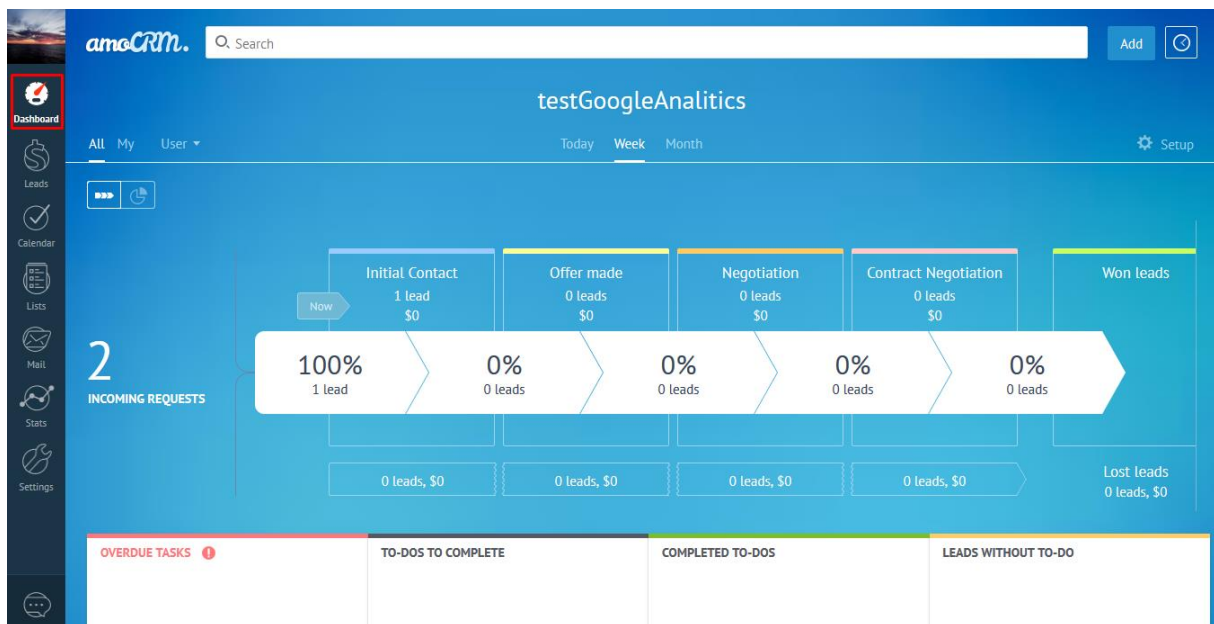 amoCRM.
Search
Add
testGoogleAnalitics
Dashboard
All My User
Today Week Month
Setup
Leads
Calendar
Lists
Mail
Stats
Settings
Now
Initial Contact
1 lead
$0
Offer made
0 leads
$0
Negotiation
0 leads
$0
Contract Negotiation
0 leads
$0
Won leads
2
INCOMING REQUESTS
100%
1 lead
0%
0 leads
0%
0 leads
0%
0 leads
0%
0 leads
0 leads, $0
0 leads, $0
0 leads, $0
0 leads, $0
Lost leads
0 leads, $0
OVERDUE TASKS
TO-DOS TO COMPLETE
COMPLETED TO-DOS
LEADS WITHOUT TO-DO